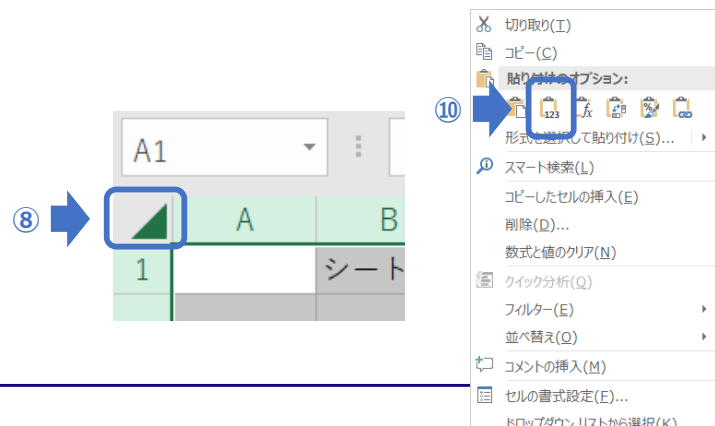 ⑧
A1
A
B
1
シート
⑩
切り取り(T)
コピー(C)
貼り付けのオプション:
123
fx
%
形式を選択して貼り付け(S)...
スマート検索(L)
コピーしたセルの挿入(E)
削除(D)...
数式と値のクリア(N)
クイック分析(Q)
フィルター(E)
並べ替え(O)
コメントの挿入(M)
セルの書式設定(F)...
ドロップダウン リストから選択(K)